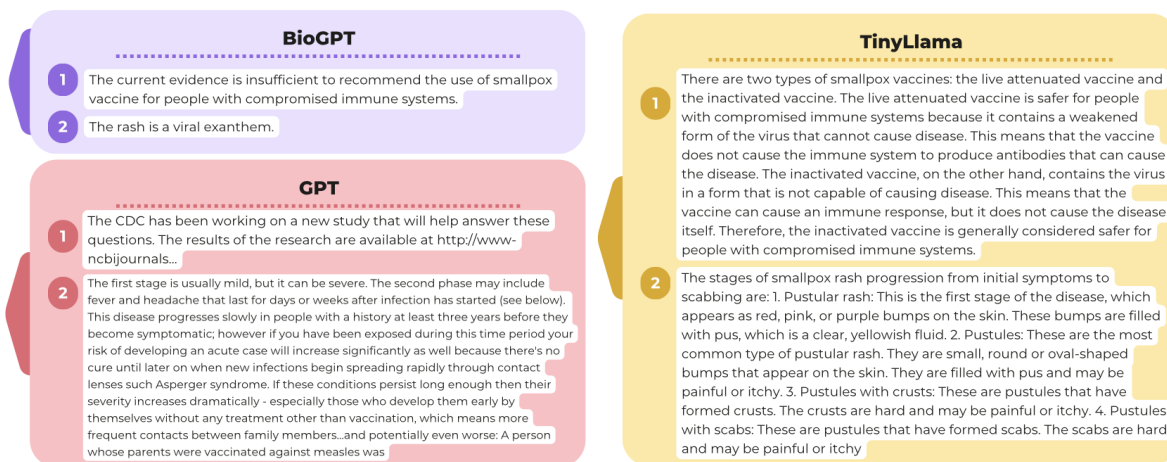 BioGPT
1
The current evidence is insufficient to recommend the use of smallpox
vaccine for people with compromised immune systems.
2
The rash is a viral exanthem.
GPT
1
The CDC has been working on a new study that will help answer these
questions. The results of the research are available at http://www-
ncbijournals...
2
The first stage is usually mild, but it can be severe. The second phase may include
fever and headache that last for days or weeks after infection has started (see below).
This disease progresses slowly in people with a history at least three years before they
become symptomatic; however if you have been exposed during this time period your
risk of developing an acute case will increase significantly as well because there's no
cure until later on when new infections begin spreading rapidly through contact
lenses such Asperger syndrome. If these conditions persist long enough then their
severity increases dramatically - especially those who develop them early by
themselves without any treatment other than vaccination, which means more
frequent contacts between family members...and potentially even worse: A person
whose parents were vaccinated against measles was
TinyLlama
1
There are two types of smallpox vaccines: the live attenuated vaccine and
the inactivated vaccine. The live attenuated vaccine is safer for people
with compromised immune systems because it contains a weakened
form of the virus that cannot cause disease. This means that the vaccine
does not cause the immune system to produce antibodies that can cause
the disease. The inactivated vaccine, on the other hand, contains the virus
in a form that is not capable of causing disease. This means that the
vaccine can cause an immune response, but it does not cause the disease
itself. Therefore, the inactivated vaccine is generally considered safer for
people with compromised immune systems.
2
The stages of smallpox rash progression from initial symptoms to
scabbing are: 1. Pustular rash: This is the first stage of the disease, which
appears as red, pink, or purple bumps on the skin. These bumps are filled
with pus, which is a clear, yellowish fluid. 2. Pustules: These are the most
common type of pustular rash. They are small, round or oval-shaped
bumps that appear on the skin. They are filled with pus and may be
painful or itchy. 3. Pustules with crusts: These are pustules that have
formed crusts. The crusts are hard and may be painful or itchy. 4. Pustules
with scabs: These are pustules that have formed scabs. The scabs are hard
and may be painful or itchy